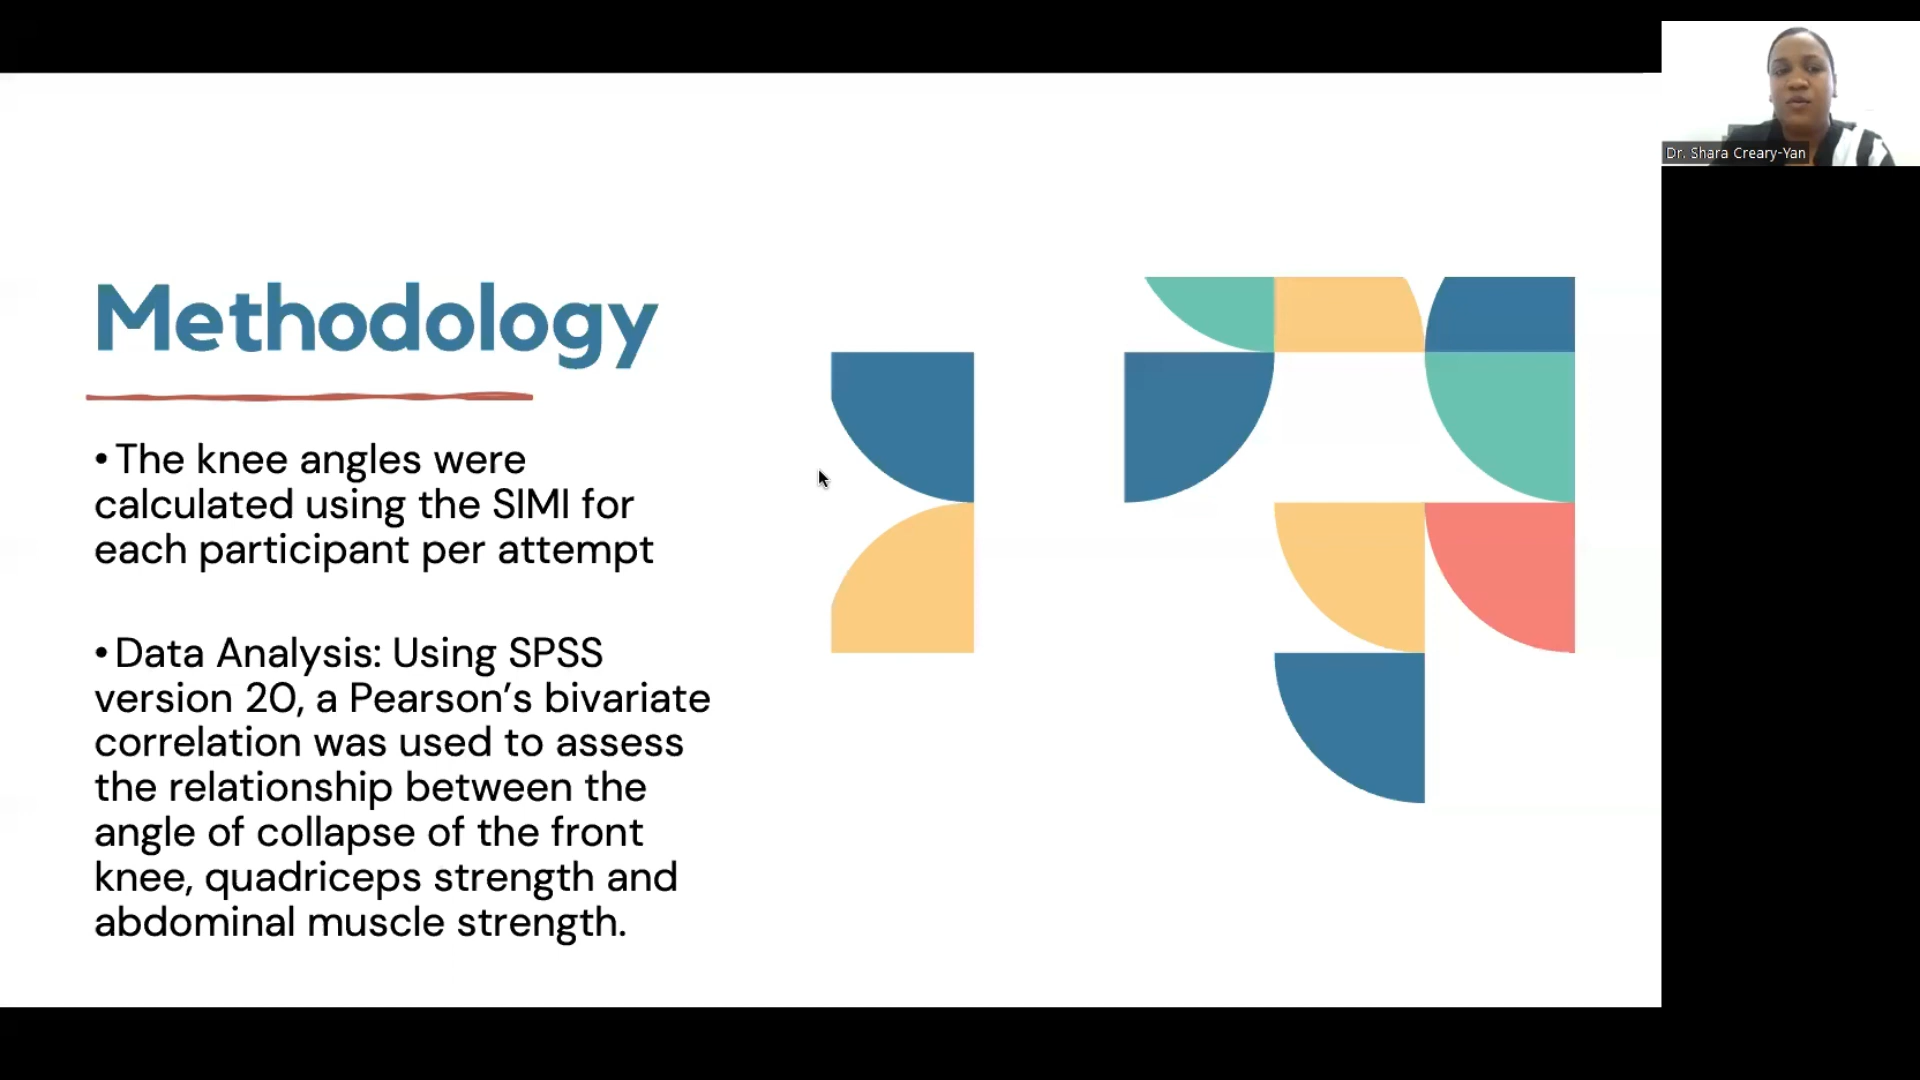 Dr. Shara Creary-Yan
Methodology
• The knee angles were
calculated using the SIMI for
each participant per attempt
• Data Analysis: Using SPSS
version 20, a Pearson’s bivariate
correlation was used to assess
the relationship between the
angle of collapse of the front
knee, quadriceps strength and
abdominal muscle strength.